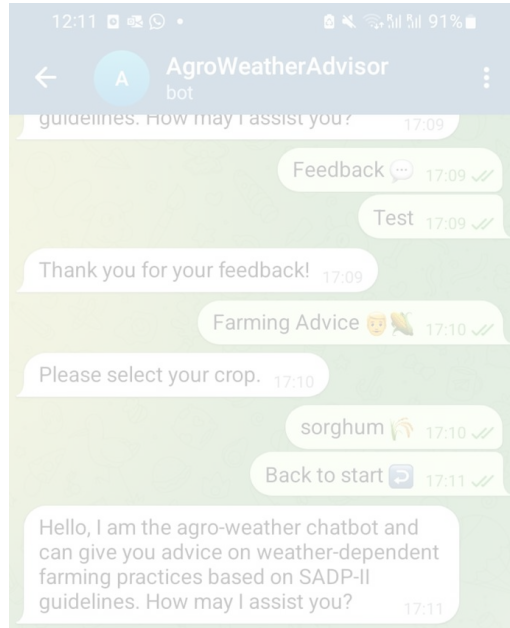 12:11 91%
A AgroWeatherAdvisor
bot
guidelines. How may I assist you? 17:09
Feedback 💬 17:09
Test 17:09
Thank you for your feedback! 17:09
Farming Advice 👨🌽 17:10
Please select your crop. 17:10
sorghum 🌾 17:10
Back to start ↩️ 17:11
Hello, I am the agro-weather chatbot and
can give you advice on weather-dependent
farming practices based on SADP-II
guidelines. How may I assist you? 17:11